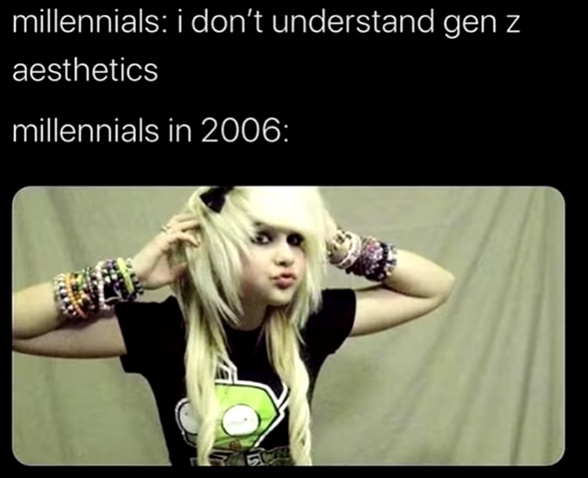 millennials: i don't understand gen z
aesthetics
millennials in 2006: